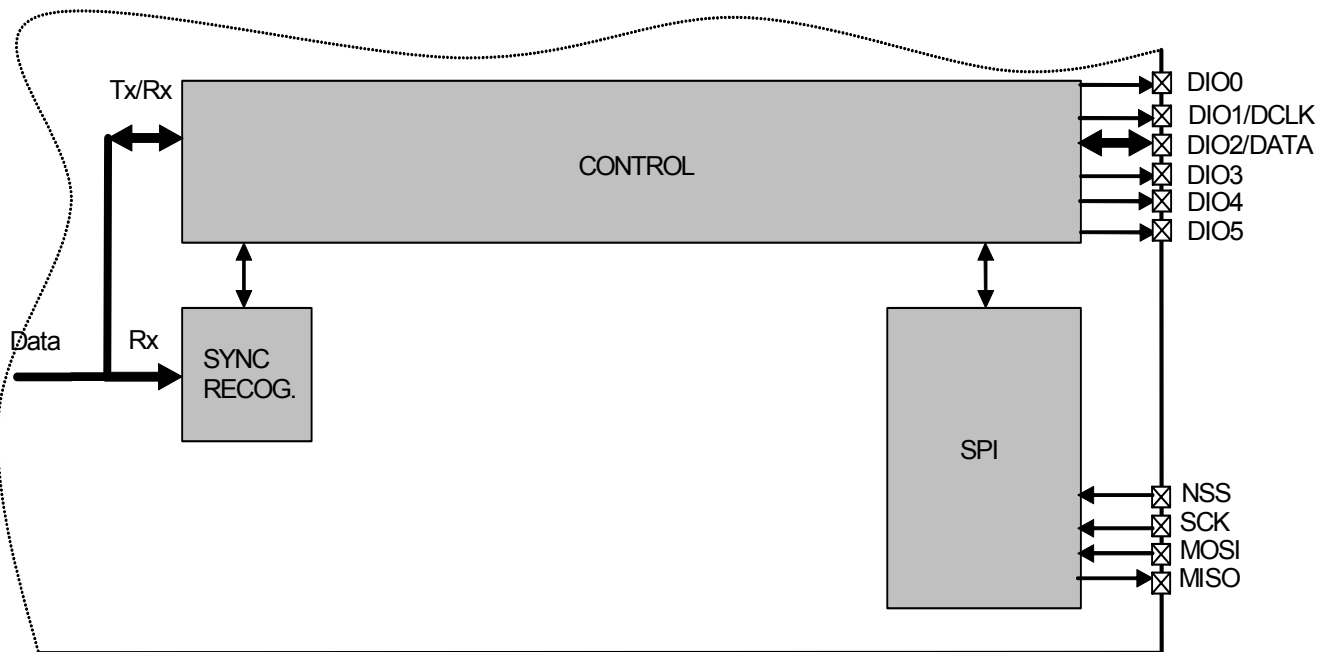 Tx/Rx
CONTROL
DIO0
DIO1/DCLK
DIO2/DATA
DIO3
DIO4
DIO5
Data
Rx
SYNC
RECOG.
SPI
NSS
SCK
MOSI
MISO